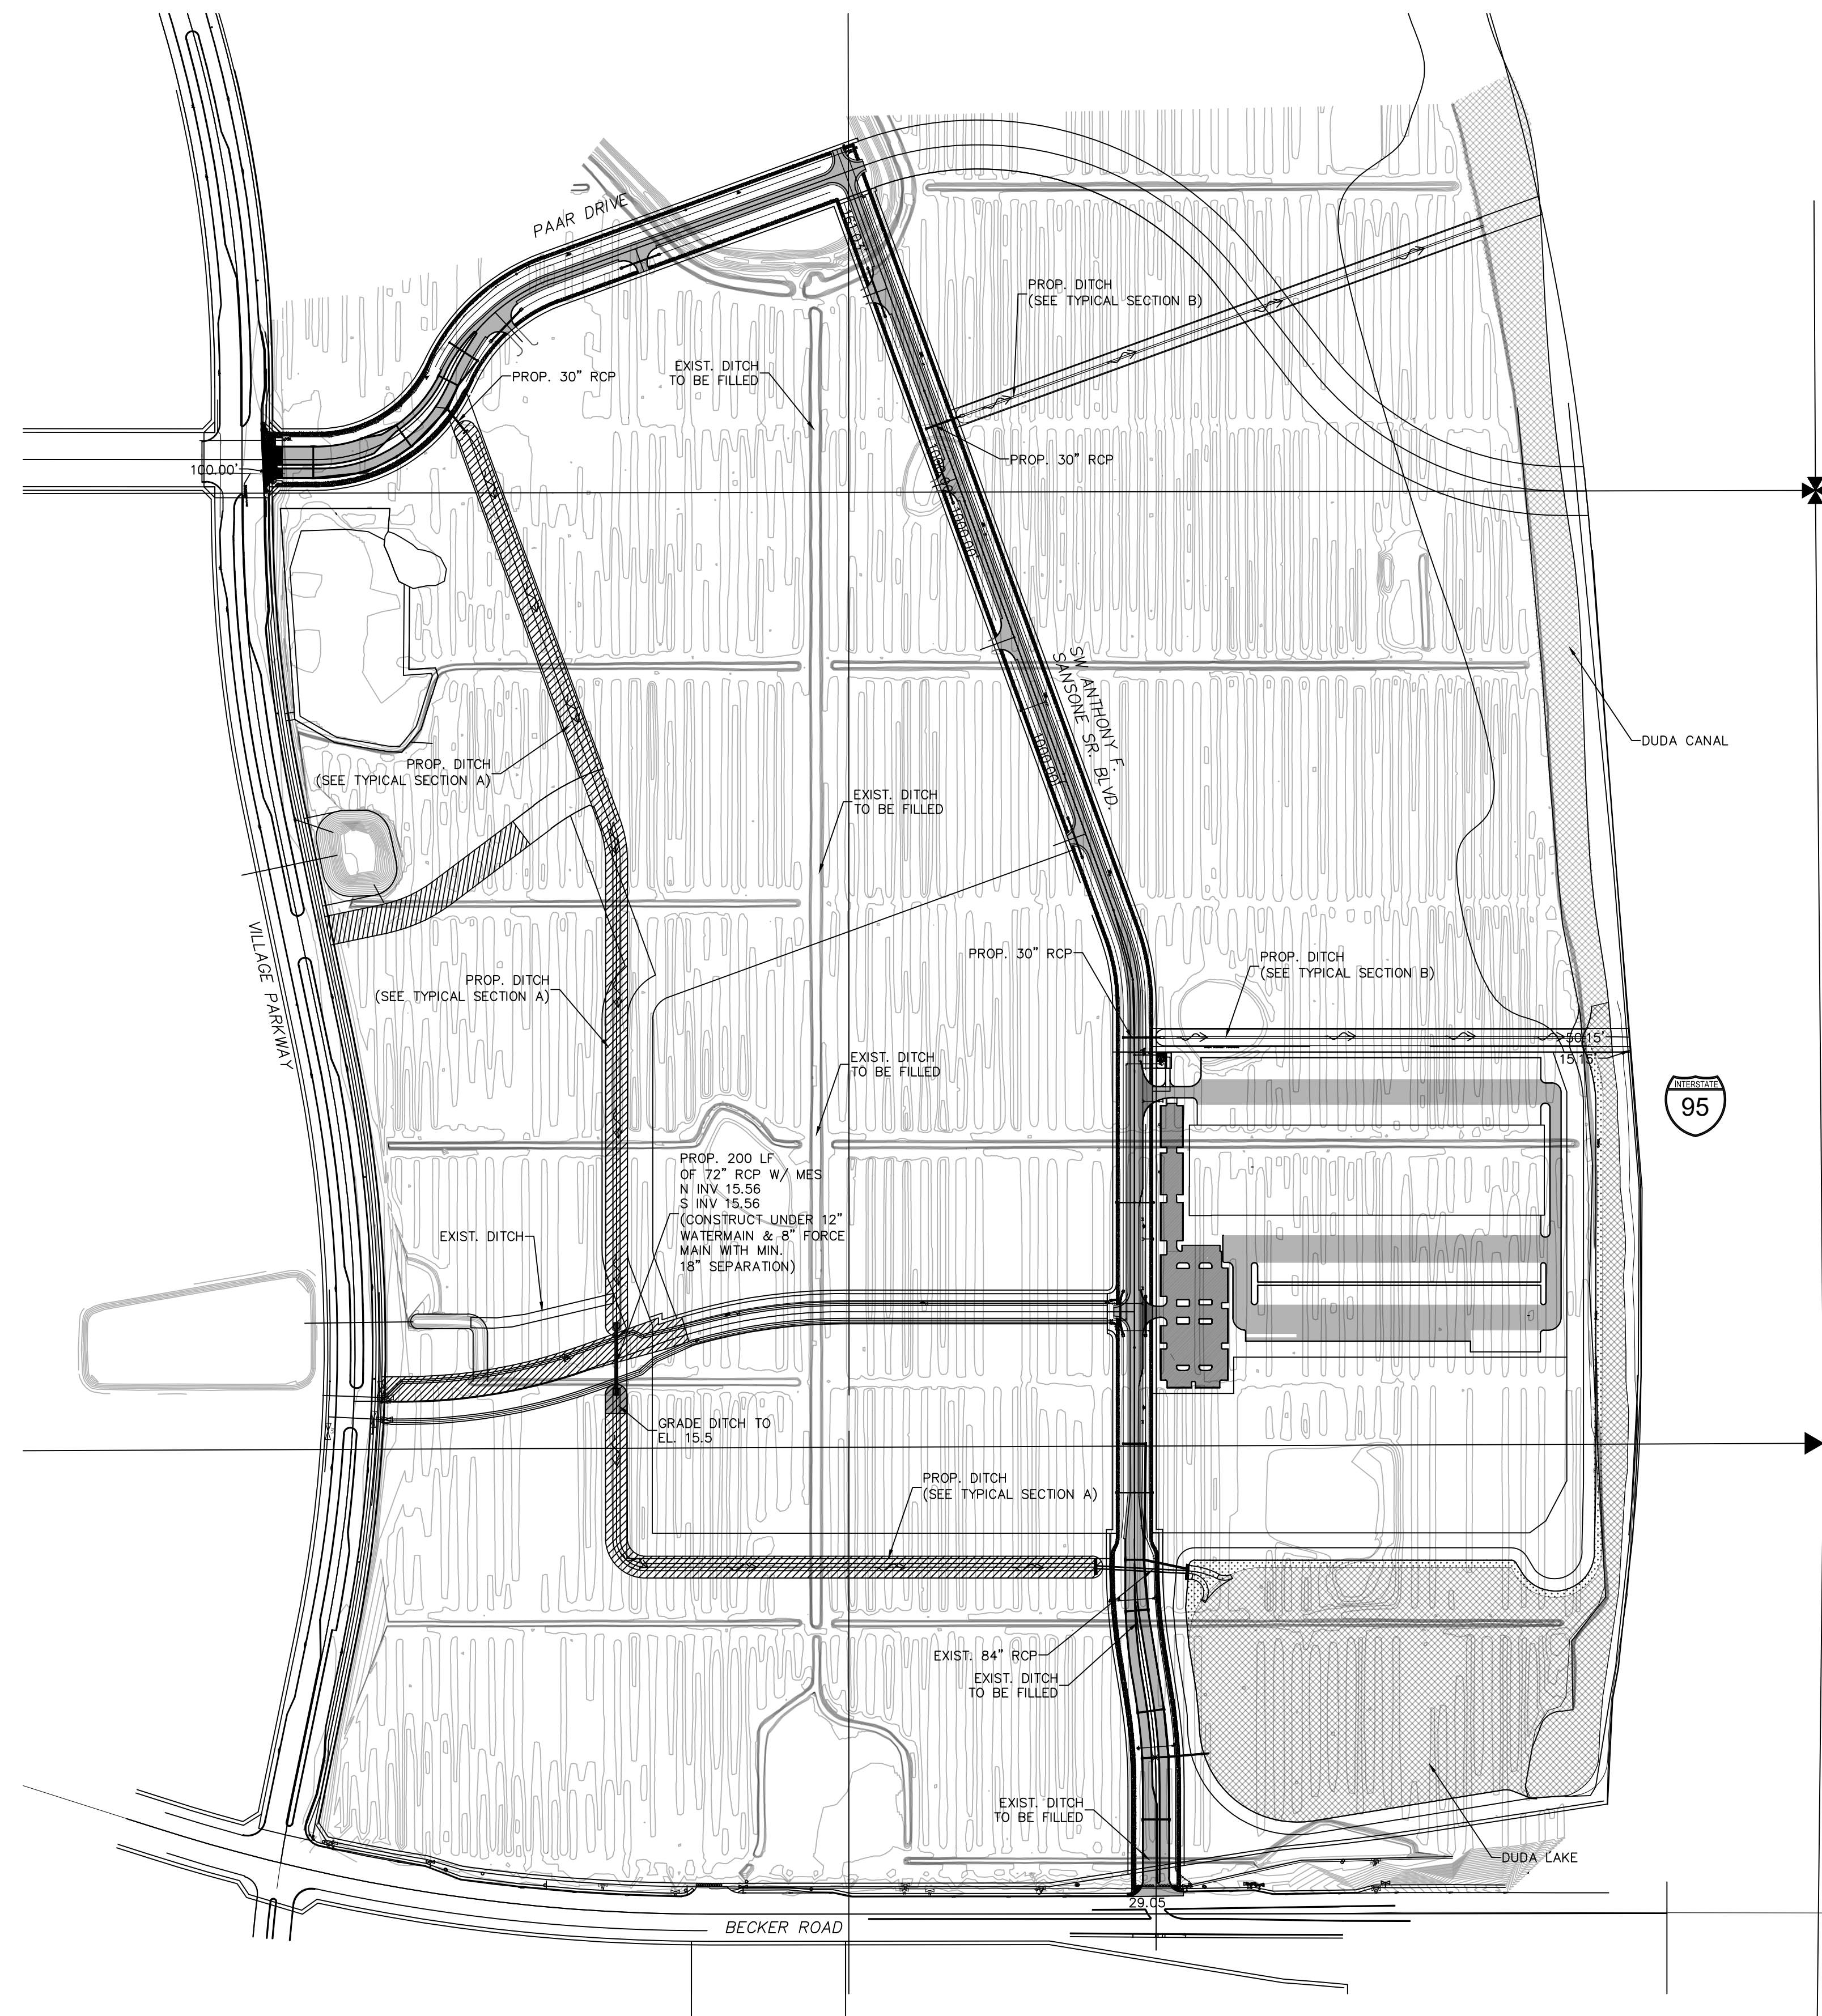 PAAR DRIVE
161.03'
PROP. DITCH
(SEE TYPICAL SECTION B)
EXIST. DITCH
TO BE FILLED
PROP. 30" RCP
PROP. 30" RCP
100.00'
1000.00'
SW ANTHONY F.
SANSONE SR. BLVD.
1000.00'
DUDA CANAL
PROP. DITCH
(SEE TYPICAL SECTION A)
EXIST. DITCH
TO BE FILLED
VILLAGE PARKWAY
PROP. 30" RCP
PROP. DITCH
(SEE TYPICAL SECTION B)
PROP. DITCH
(SEE TYPICAL SECTION A)
50.15'
15.15'
EXIST. DITCH
TO BE FILLED
INTERSTATE
95
PROP. 200 LF
OF 72" RCP W/ MES
N INV 15.56
S INV 15.56
(CONSTRUCT UNDER 12"
WATERMAIN & 8" FORCE
MAIN WITH MIN.
18" SEPARATION)
EXIST. DITCH
GRADE DITCH TO
EL. 15.5
PROP. DITCH
(SEE TYPICAL SECTION A)
EXIST. 84" RCP
EXIST. DITCH
TO BE FILLED
EXIST. DITCH
TO BE FILLED
DUDA LAKE
29.05
BECKER ROAD